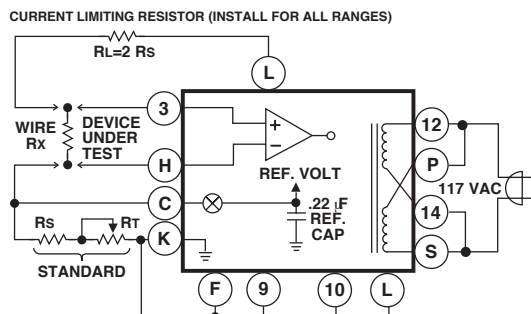 CURRENT LIMITING RESISTOR (INSTALL FOR ALL RANGES)
RL=2 RS
L
3
12
WIRE
RX
DEVICE
UNDER
TEST
+
−
P
H
REF. VOLT
117 VAC
C
.22 µF
REF.
CAP
14
RS
RT
K
S
STANDARD
F
9
10
L